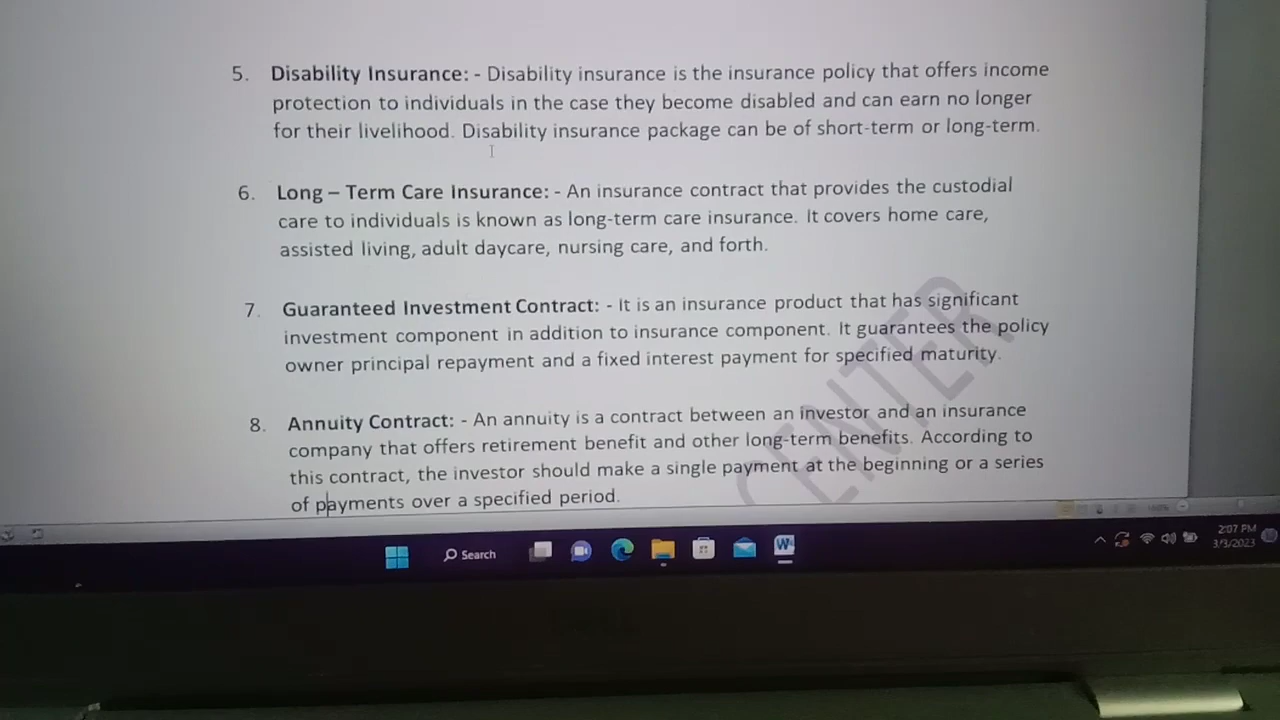 5. Disability Insurance: - Disability insurance is the insurance policy that offers income
protection to individuals in the case they become disabled and can earn no longer
for their livelihood. Disability insurance package can be of short-term or long-term.
6. Long – Term Care Insurance: - An insurance contract that provides the custodial
care to individuals is known as long-term care insurance. It covers home care,
assisted living, adult daycare, nursing care, and forth.
7. Guaranteed Investment Contract: - It is an insurance product that has significant
investment component in addition to insurance component. It guarantees the policy
owner principal repayment and a fixed interest payment for specified maturity.
8. Annuity Contract: - An annuity is a contract between an investor and an insurance
company that offers retirement benefit and other long-term benefits. According to
this contract, the investor should make a single payment at the beginning or a series
of payments over a specified period.
CENTER
Search
W
2:07 PM
3/3/2023